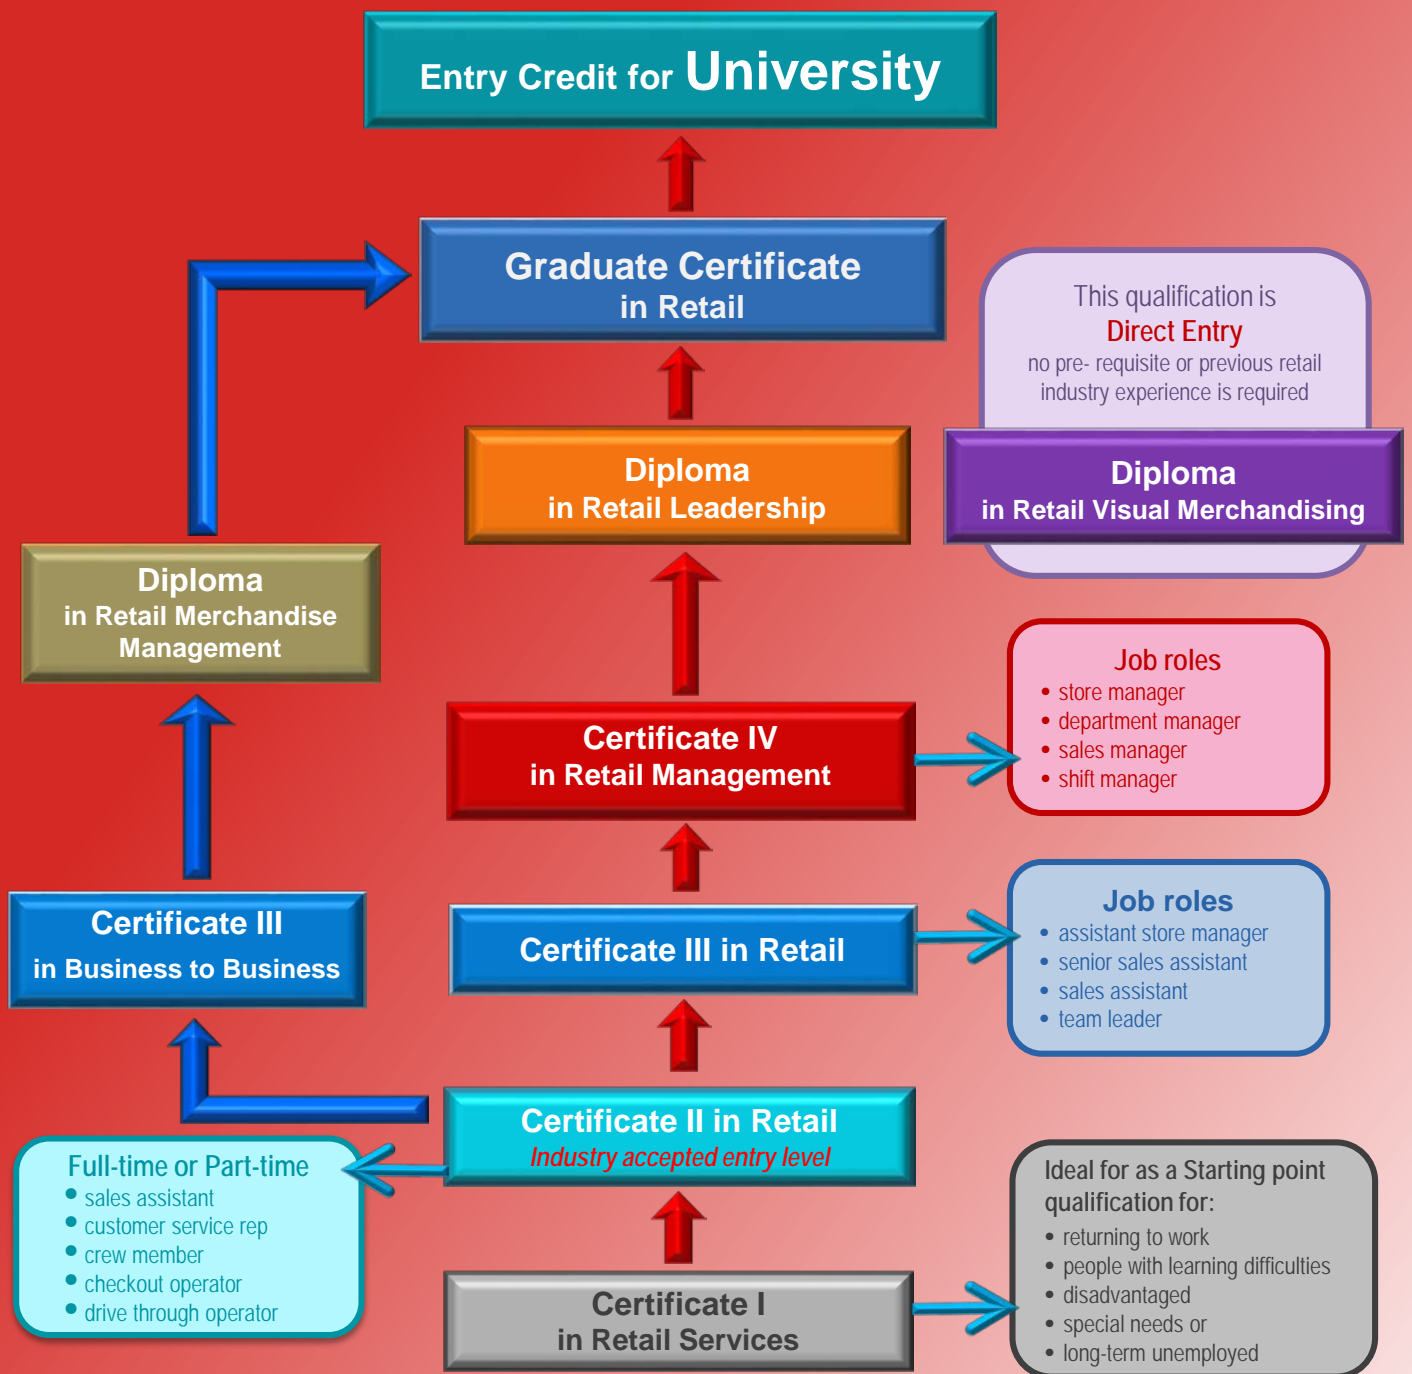 Entry Credit for University
Graduate Certificate
in Retail
This qualification is
Direct Entry
no pre- requisite or previous retail
industry experience is required
Diploma
in Retail Leadership
Diploma
in Retail Visual Merchandising
Diploma
in Retail Merchandise
Management
Job roles
• store manager
• department manager
• sales manager
• shift manager
Certificate IV
in Retail Management
Certificate III
in Business to Business
Certificate III in Retail
Job roles
• assistant store manager
• senior sales assistant
• sales assistant
• team leader
Certificate II in Retail
Industry accepted entry level
Full-time or Part-time
• sales assistant
• customer service rep
• crew member
• checkout operator
• drive through operator
Certificate I
in Retail Services
Ideal for as a Starting point
qualification for:
• returning to work
• people with learning difficulties
• disadvantaged
• special needs or
• long-term unemployed